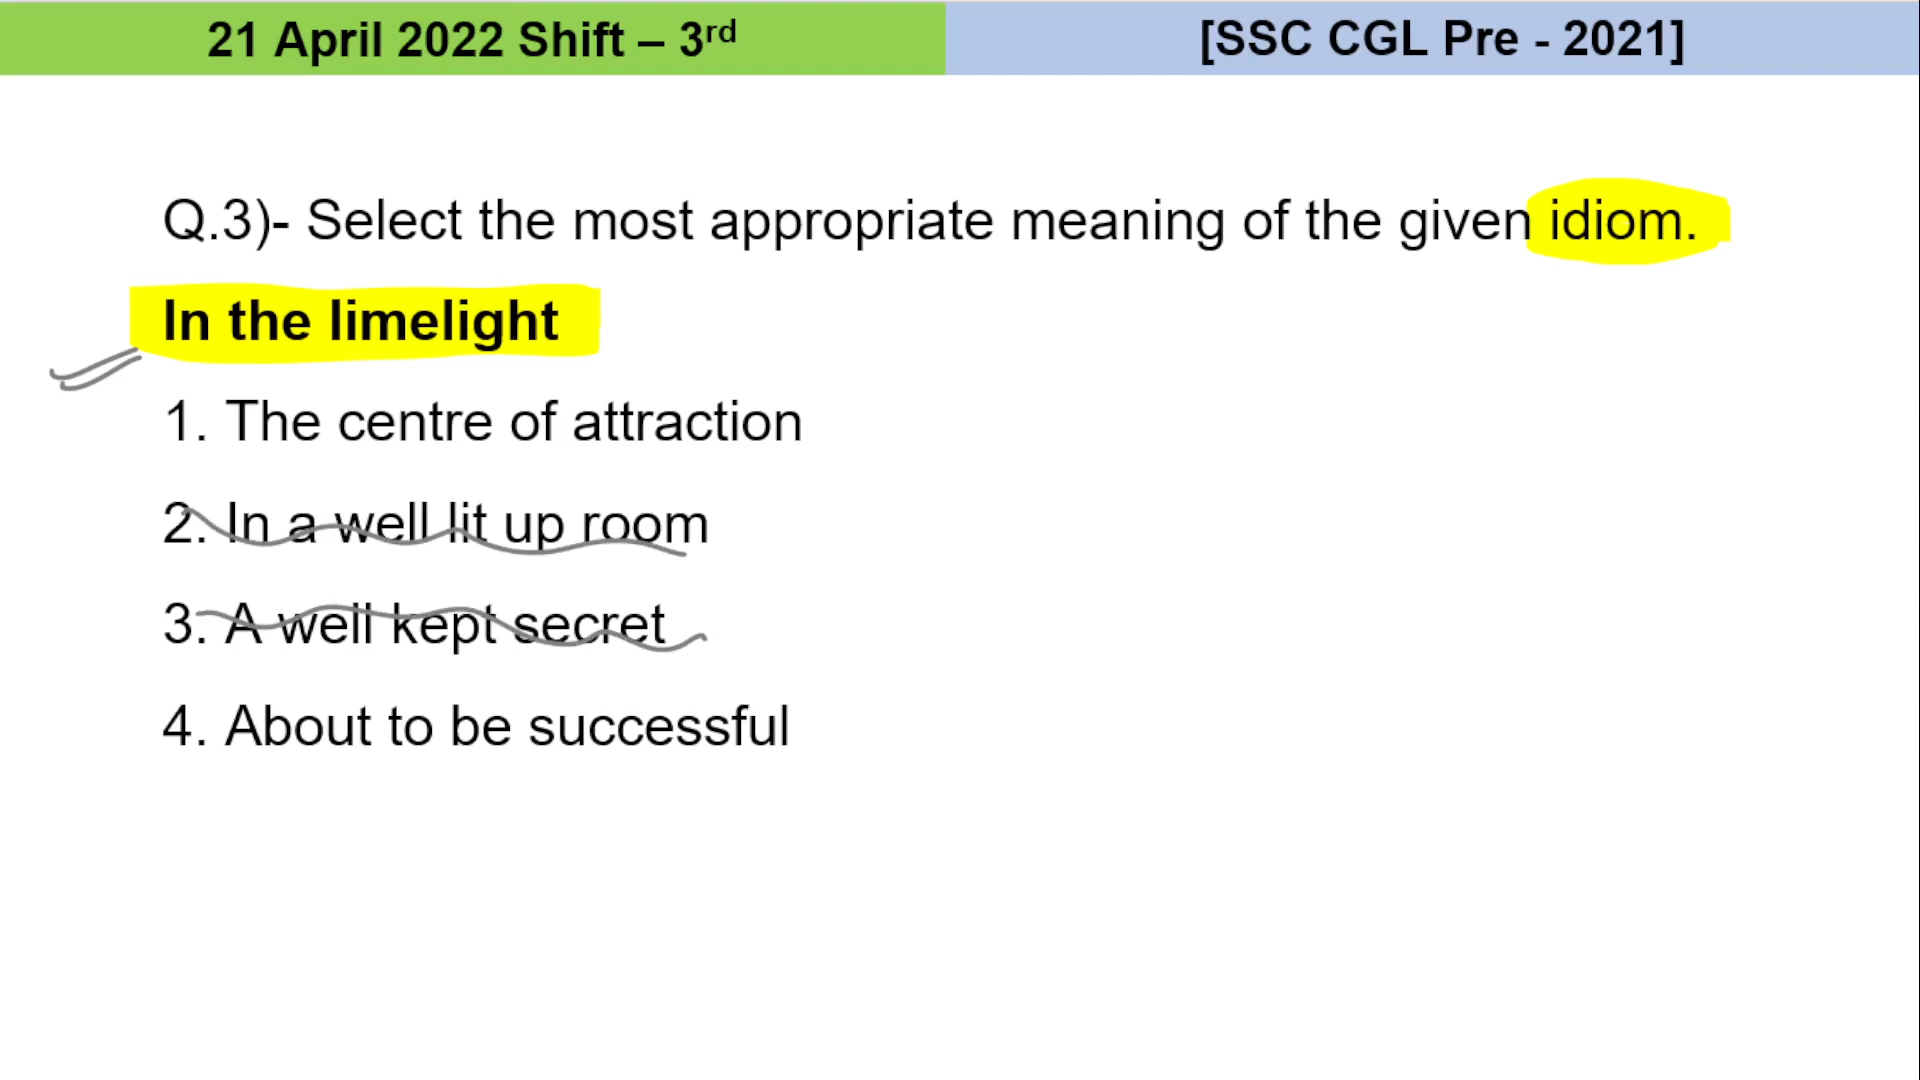 21 April 2022 Shift – 3rd
[SSC CGL Pre - 2021]
Q.3)- Select the most appropriate meaning of the given idiom.
In the limelight
1. The centre of attraction
2. In a well lit up room
3. A well kept secret
4. About to be successful